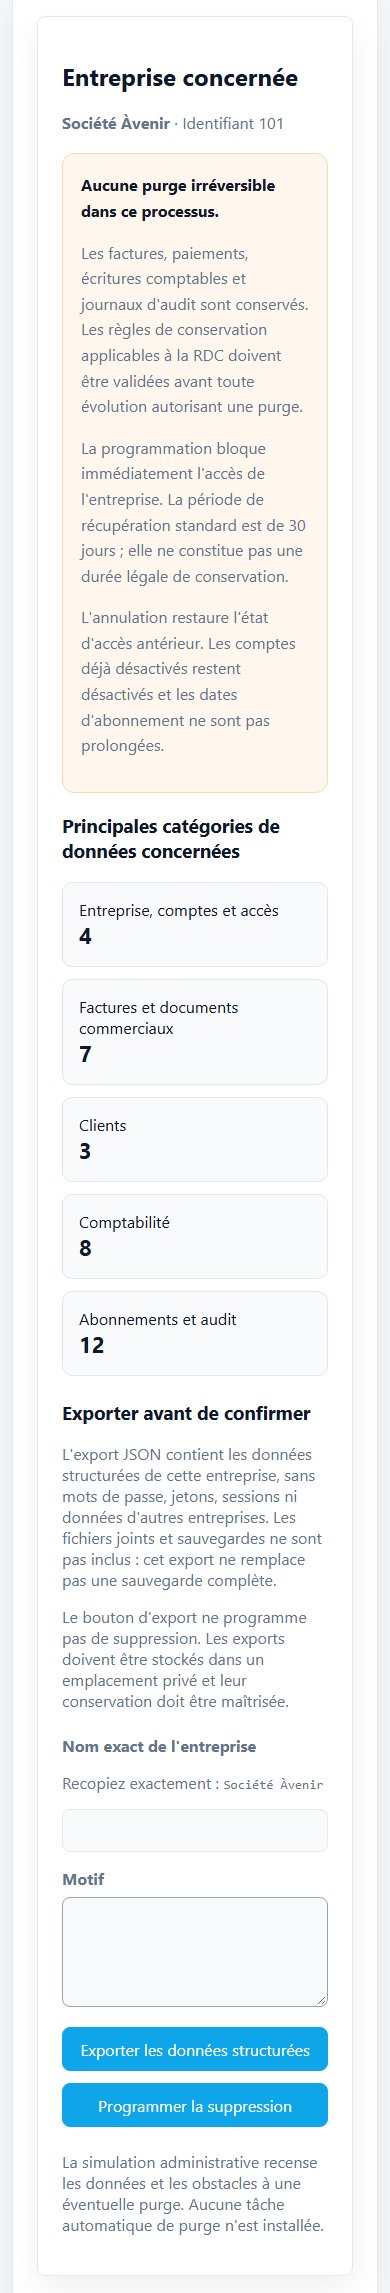 Entreprise concernée
Société Àvenir · Identifiant 101
Aucune purge irréversible
dans ce processus.
Les factures, paiements,
écritures comptables et
journaux d'audit sont conservés.
Les règles de conservation
applicables à la RDC doivent
être validées avant toute
évolution autorisant une purge.
La programmation bloque
immédiatement l'accès de
l'entreprise. La période de
récupération standard est de 30
jours ; elle ne constitue pas une
durée légale de conservation.
L'annulation restaure l'état
d'accès antérieur. Les comptes
déjà désactivés restent
désactivés et les dates
d'abonnement ne sont pas
prolongées.
Principales catégories de
données concernées
Entreprise, comptes et accès
4
Factures et documents
commerciaux
7
Clients
3
Comptabilité
8
Abonnements et audit
12
Exporter avant de confirmer
L'export JSON contient les données
structurées de cette entreprise, sans
mots de passe, jetons, sessions ni
données d'autres entreprises. Les
fichiers joints et sauvegardes ne sont
pas inclus : cet export ne remplace
pas une sauvegarde complète.
Le bouton d'export ne programme
pas de suppression. Les exports
doivent être stockés dans un
emplacement privé et leur
conservation doit être maîtrisée.
Nom exact de l'entreprise
Recopiez exactement : Société Àvenir
Motif
Exporter les données structurées
Programmer la suppression
La simulation administrative recense
les données et les obstacles à une
éventuelle purge. Aucune tâche
automatique de purge n'est installée.